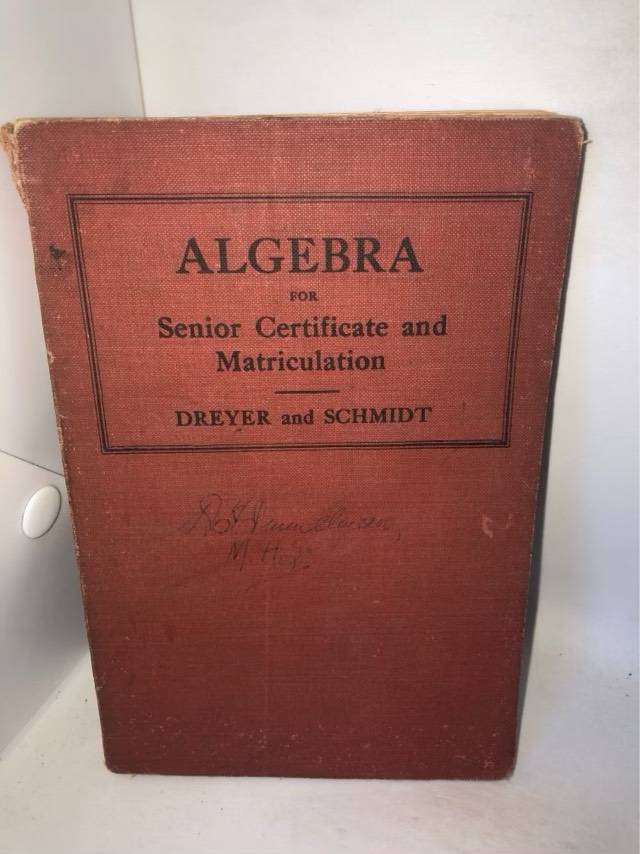 ALGEBRA
FOR
Senior Certificate and
Matriculation
DREYER and SCHMIDT